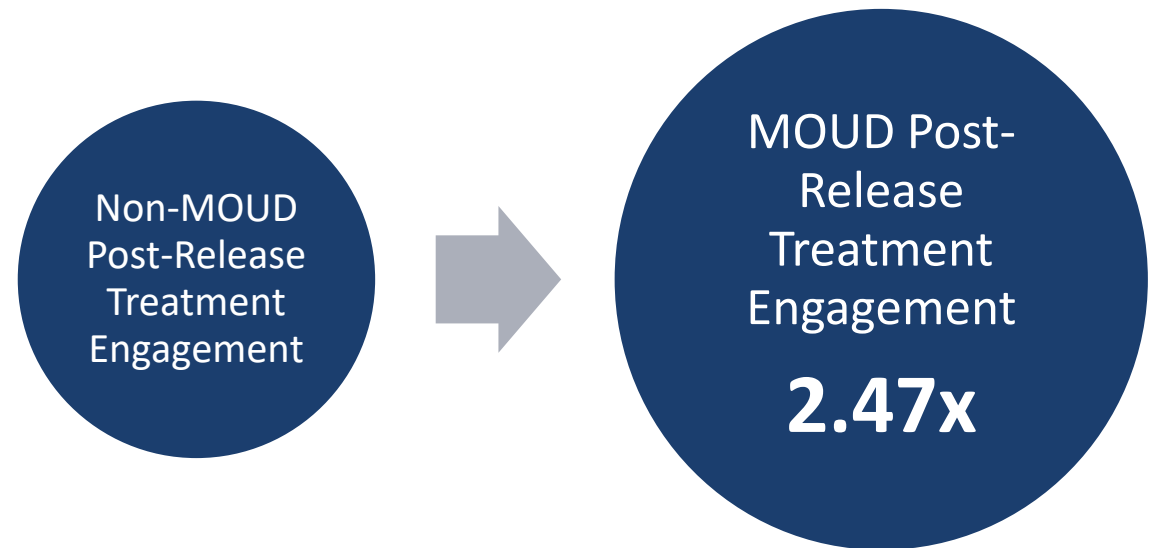 Non-MOUD
Post-Release
Treatment
Engagement
MOUD Post-
Release
Treatment
Engagement
2.47x